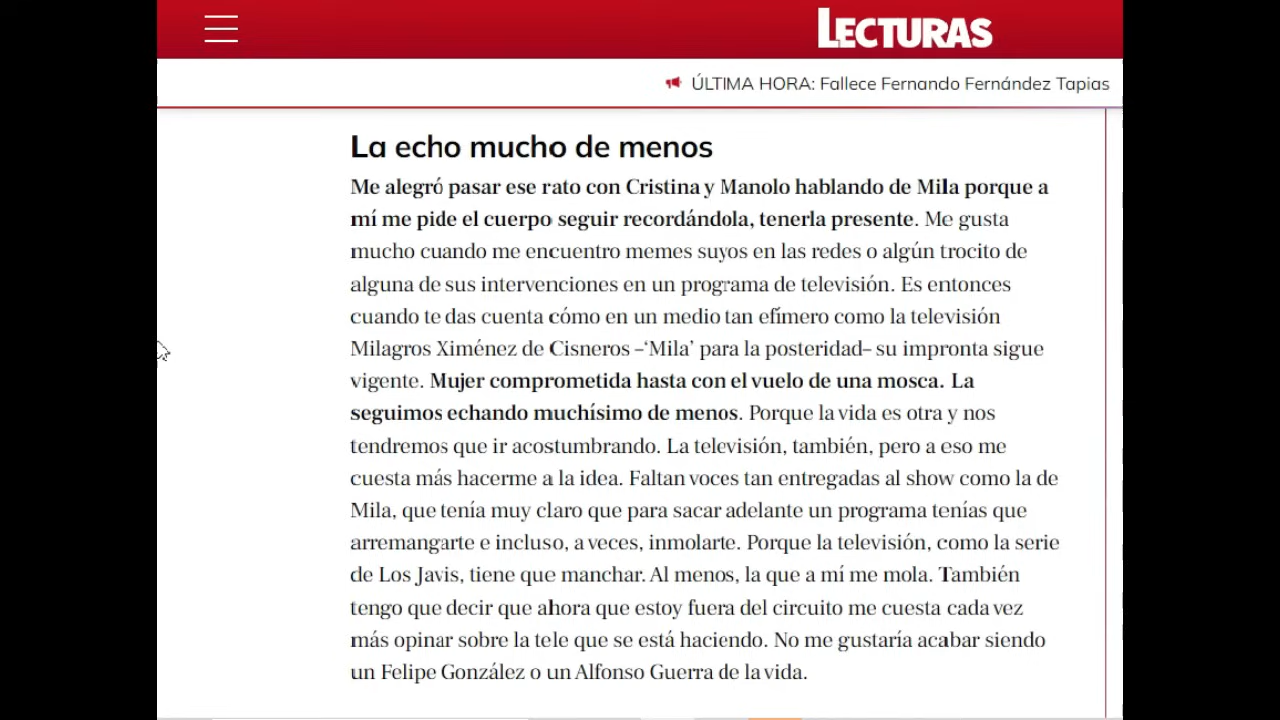 LECTURAS
ÚLTIMA HORA: Fallece Fernando Fernández Tapias
La echo mucho de menos
Me alegró pasar ese rato con Cristina y Manolo hablando de Mila porque a
mí me pide el cuerpo seguir recordándola, tenerla presente. Me gusta
mucho cuando me encuentro memes suyos en las redes o algún trocito de
alguna de sus intervenciones en un programa de televisión. Es entonces
cuando te das cuenta cómo en un medio tan efímero como la televisión
Milagros Ximénez de Cisneros –‘Mila’ para la posteridad– su impronta sigue
vigente. Mujer comprometida hasta con el vuelo de una mosca. La
seguimos echando muchísimo de menos. Porque la vida es otra y nos
tendremos que ir acostumbrando. La televisión, también, pero a eso me
cuesta más hacerme a la idea. Faltan voces tan entregadas al show como la de
Mila, que tenía muy claro que para sacar adelante un programa tenías que
arremangarte e incluso, a veces, inmolarte. Porque la televisión, como la serie
de Los Javis, tiene que manchar. Al menos, la que a mí me mola. También
tengo que decir que ahora que estoy fuera del circuito me cuesta cada vez
más opinar sobre la tele que se está haciendo. No me gustaría acabar siendo
un Felipe González o un Alfonso Guerra de la vida.